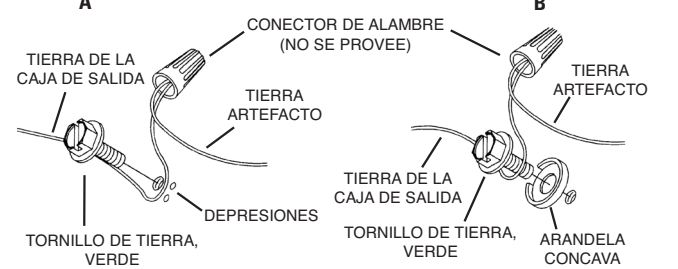 A
B
CONECTOR DE ALAMBRE
(NO SE PROVEE)
TIERRA DE LA
CAJA DE SALIDA
TIERRA
ARTEFACTO
DEPRESIONES
TORNILLO DE TIERRA,
VERDE
TIERRA
ARTEFACTO
TIERRA DE LA
CAJA DE SALIDA
TORNILLO DE TIERRA,
VERDE
ARANDELA
CONCAVA